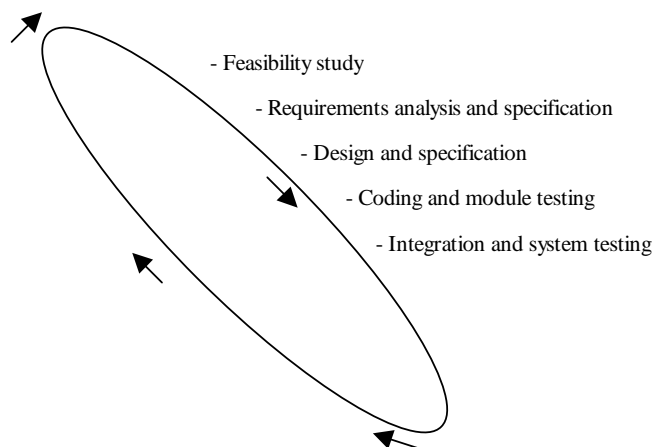 - Feasibility study
- Requirements analysis and specification
- Design and specification
- Coding and module testing
- Integration and system testing